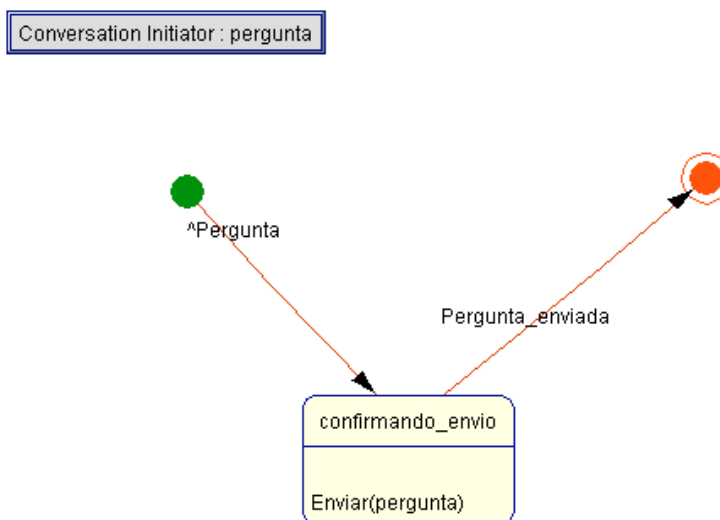 Conversation Initiator : pergunta
^Pergunta
Pergunta_enviada
confirmando_envio
Enviar(pergunta)